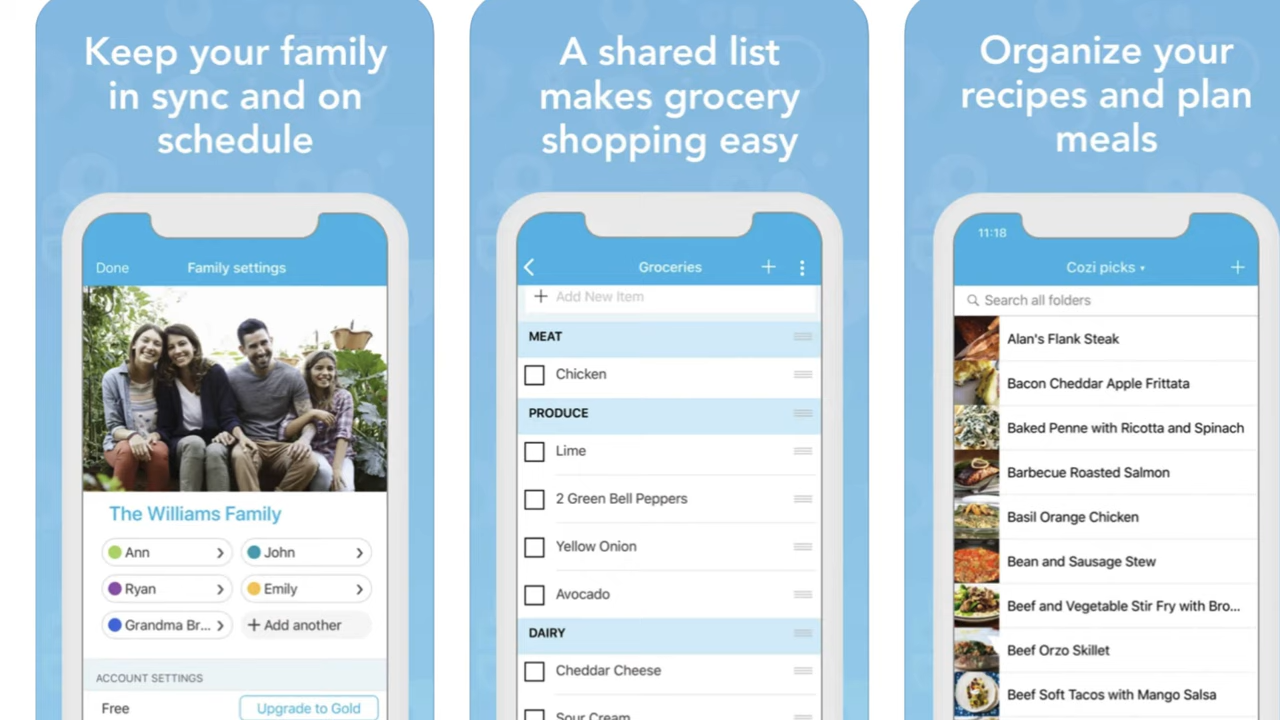 Keep your family
in sync and on
schedule
Done
Family settings
The Williams Family
Ann
John
Ryan
Emily
Grandma Br...
Add another
ACCOUNT SETTINGS
Free
Upgrade to Gold
A shared list
makes grocery
shopping easy
Groceries
Add New Item
MEAT
Chicken
PRODUCE
Lime
2 Green Bell Peppers
Yellow Onion
Avocado
DAIRY
Cheddar Cheese
Sour Cream
Organize your
recipes and plan
meals
11:18
Cozi picks
Search all folders
Alan's Flank Steak
Bacon Cheddar Apple Frittata
Baked Penne with Ricotta and Spinach
Barbecue Roasted Salmon
Basil Orange Chicken
Bean and Sausage Stew
Beef and Vegetable Stir Fry with Bro...
Beef Orzo Skillet
Beef Soft Tacos with Mango Salsa